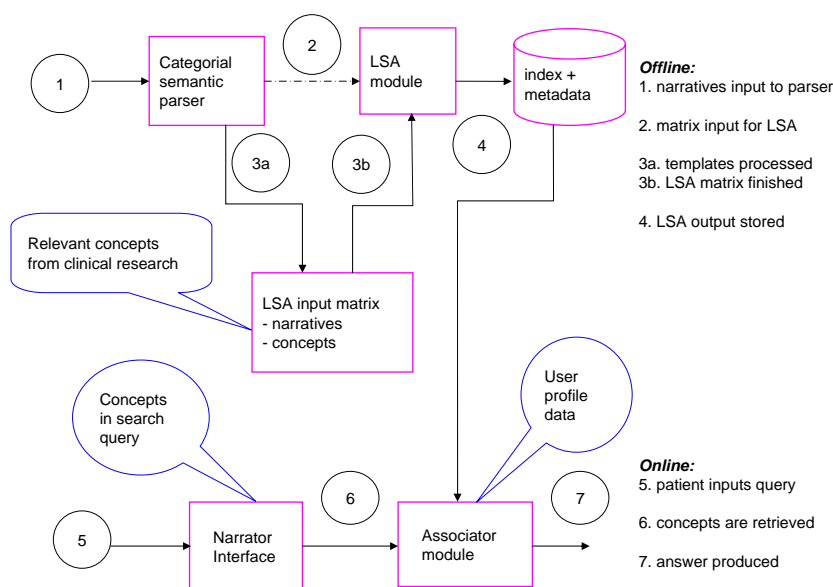 1
Categorial
semantic
parser
2
LSA
module
index +
metadata
3a
3b
4
Relevant concepts
from clinical research
LSA input matrix
- narratives
- concepts
Offline:
1. narratives input to parser
2. matrix input for LSA
3a. templates processed
3b. LSA matrix finished
4. LSA output stored
Concepts
in search
query
User
profile
data
5
Narrator
Interface
6
Associator
module
7
Online:
5. patient inputs query
6. concepts are retrieved
7. answer produced